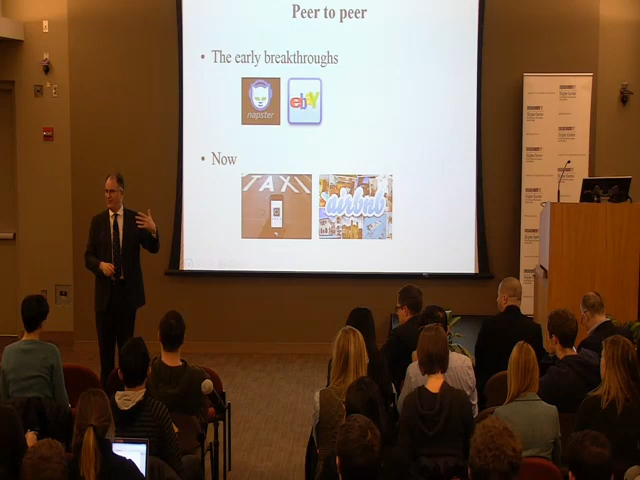 Peer to peer
• The early breakthroughs
napster
ebY
• Now
TAXI
airbnb